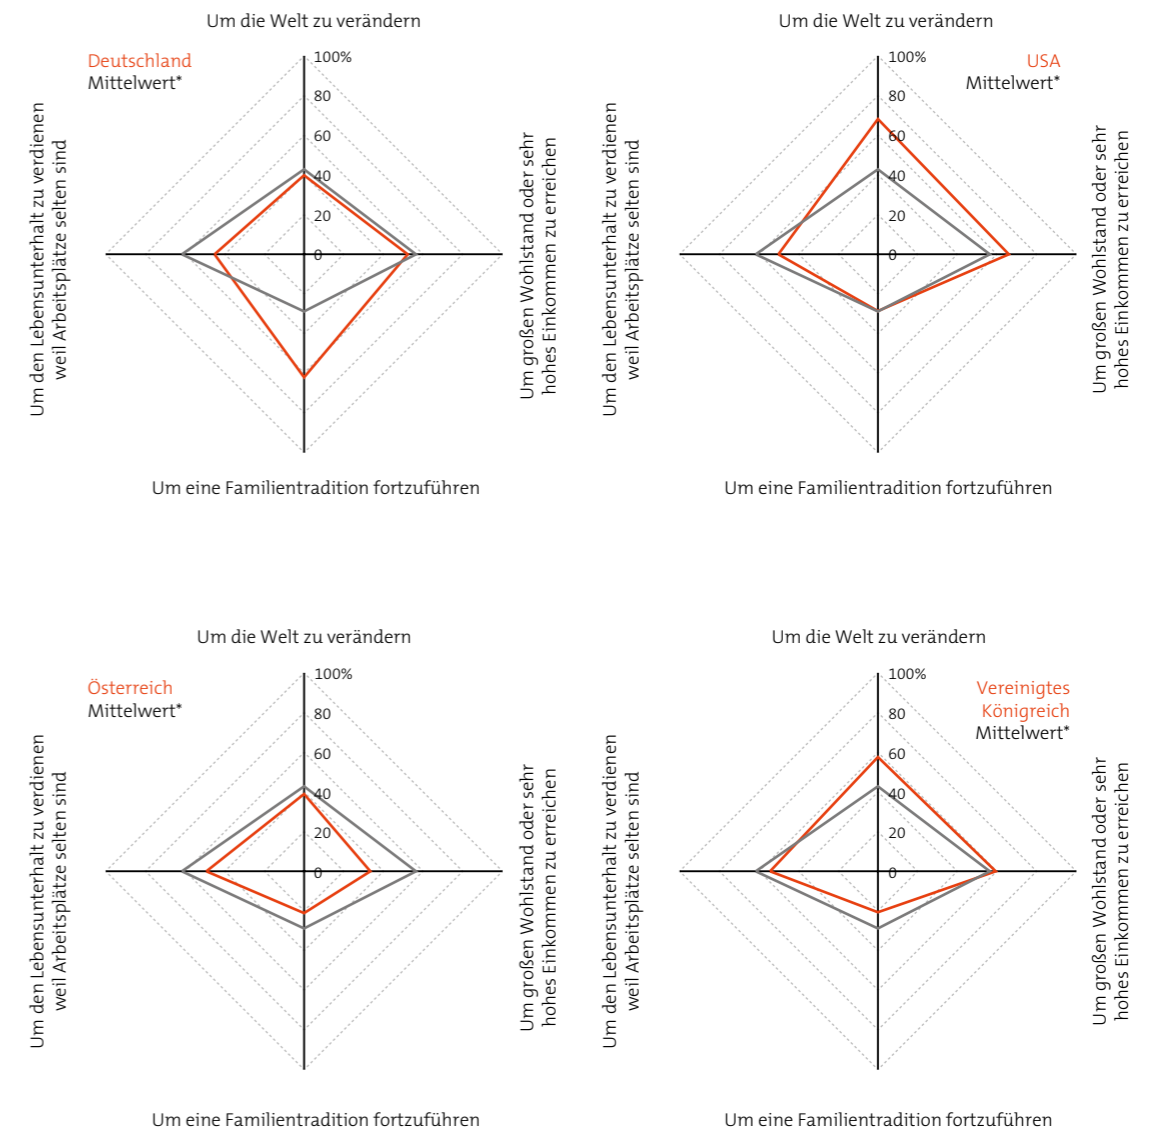 Um die Welt zu verändern
Deutschland
Mittelwert*
100%
80
60
40
20
0
Um den Lebensunterhalt zu verdienen
weil Arbeitsplätze selten sind
Um großen Wohlstand oder sehr
hohes Einkommen zu erreichen
Um eine Familientradition fortzuführen
Um die Welt zu verändern
USA
Mittelwert*
100%
80
60
40
20
0
Um den Lebensunterhalt zu verdienen
weil Arbeitsplätze selten sind
Um großen Wohlstand oder sehr
hohes Einkommen zu erreichen
Um eine Familientradition fortzuführen
Um die Welt zu verändern
Österreich
Mittelwert*
100%
80
60
40
20
0
Um den Lebensunterhalt zu verdienen
weil Arbeitsplätze selten sind
Um großen Wohlstand oder sehr
hohes Einkommen zu erreichen
Um eine Familientradition fortzuführen
Um die Welt zu verändern
Vereinigtes
Königreich
Mittelwert*
100%
80
60
40
20
0
Um den Lebensunterhalt zu verdienen
weil Arbeitsplätze selten sind
Um großen Wohlstand oder sehr
hohes Einkommen zu erreichen
Um eine Familientradition fortzuführen